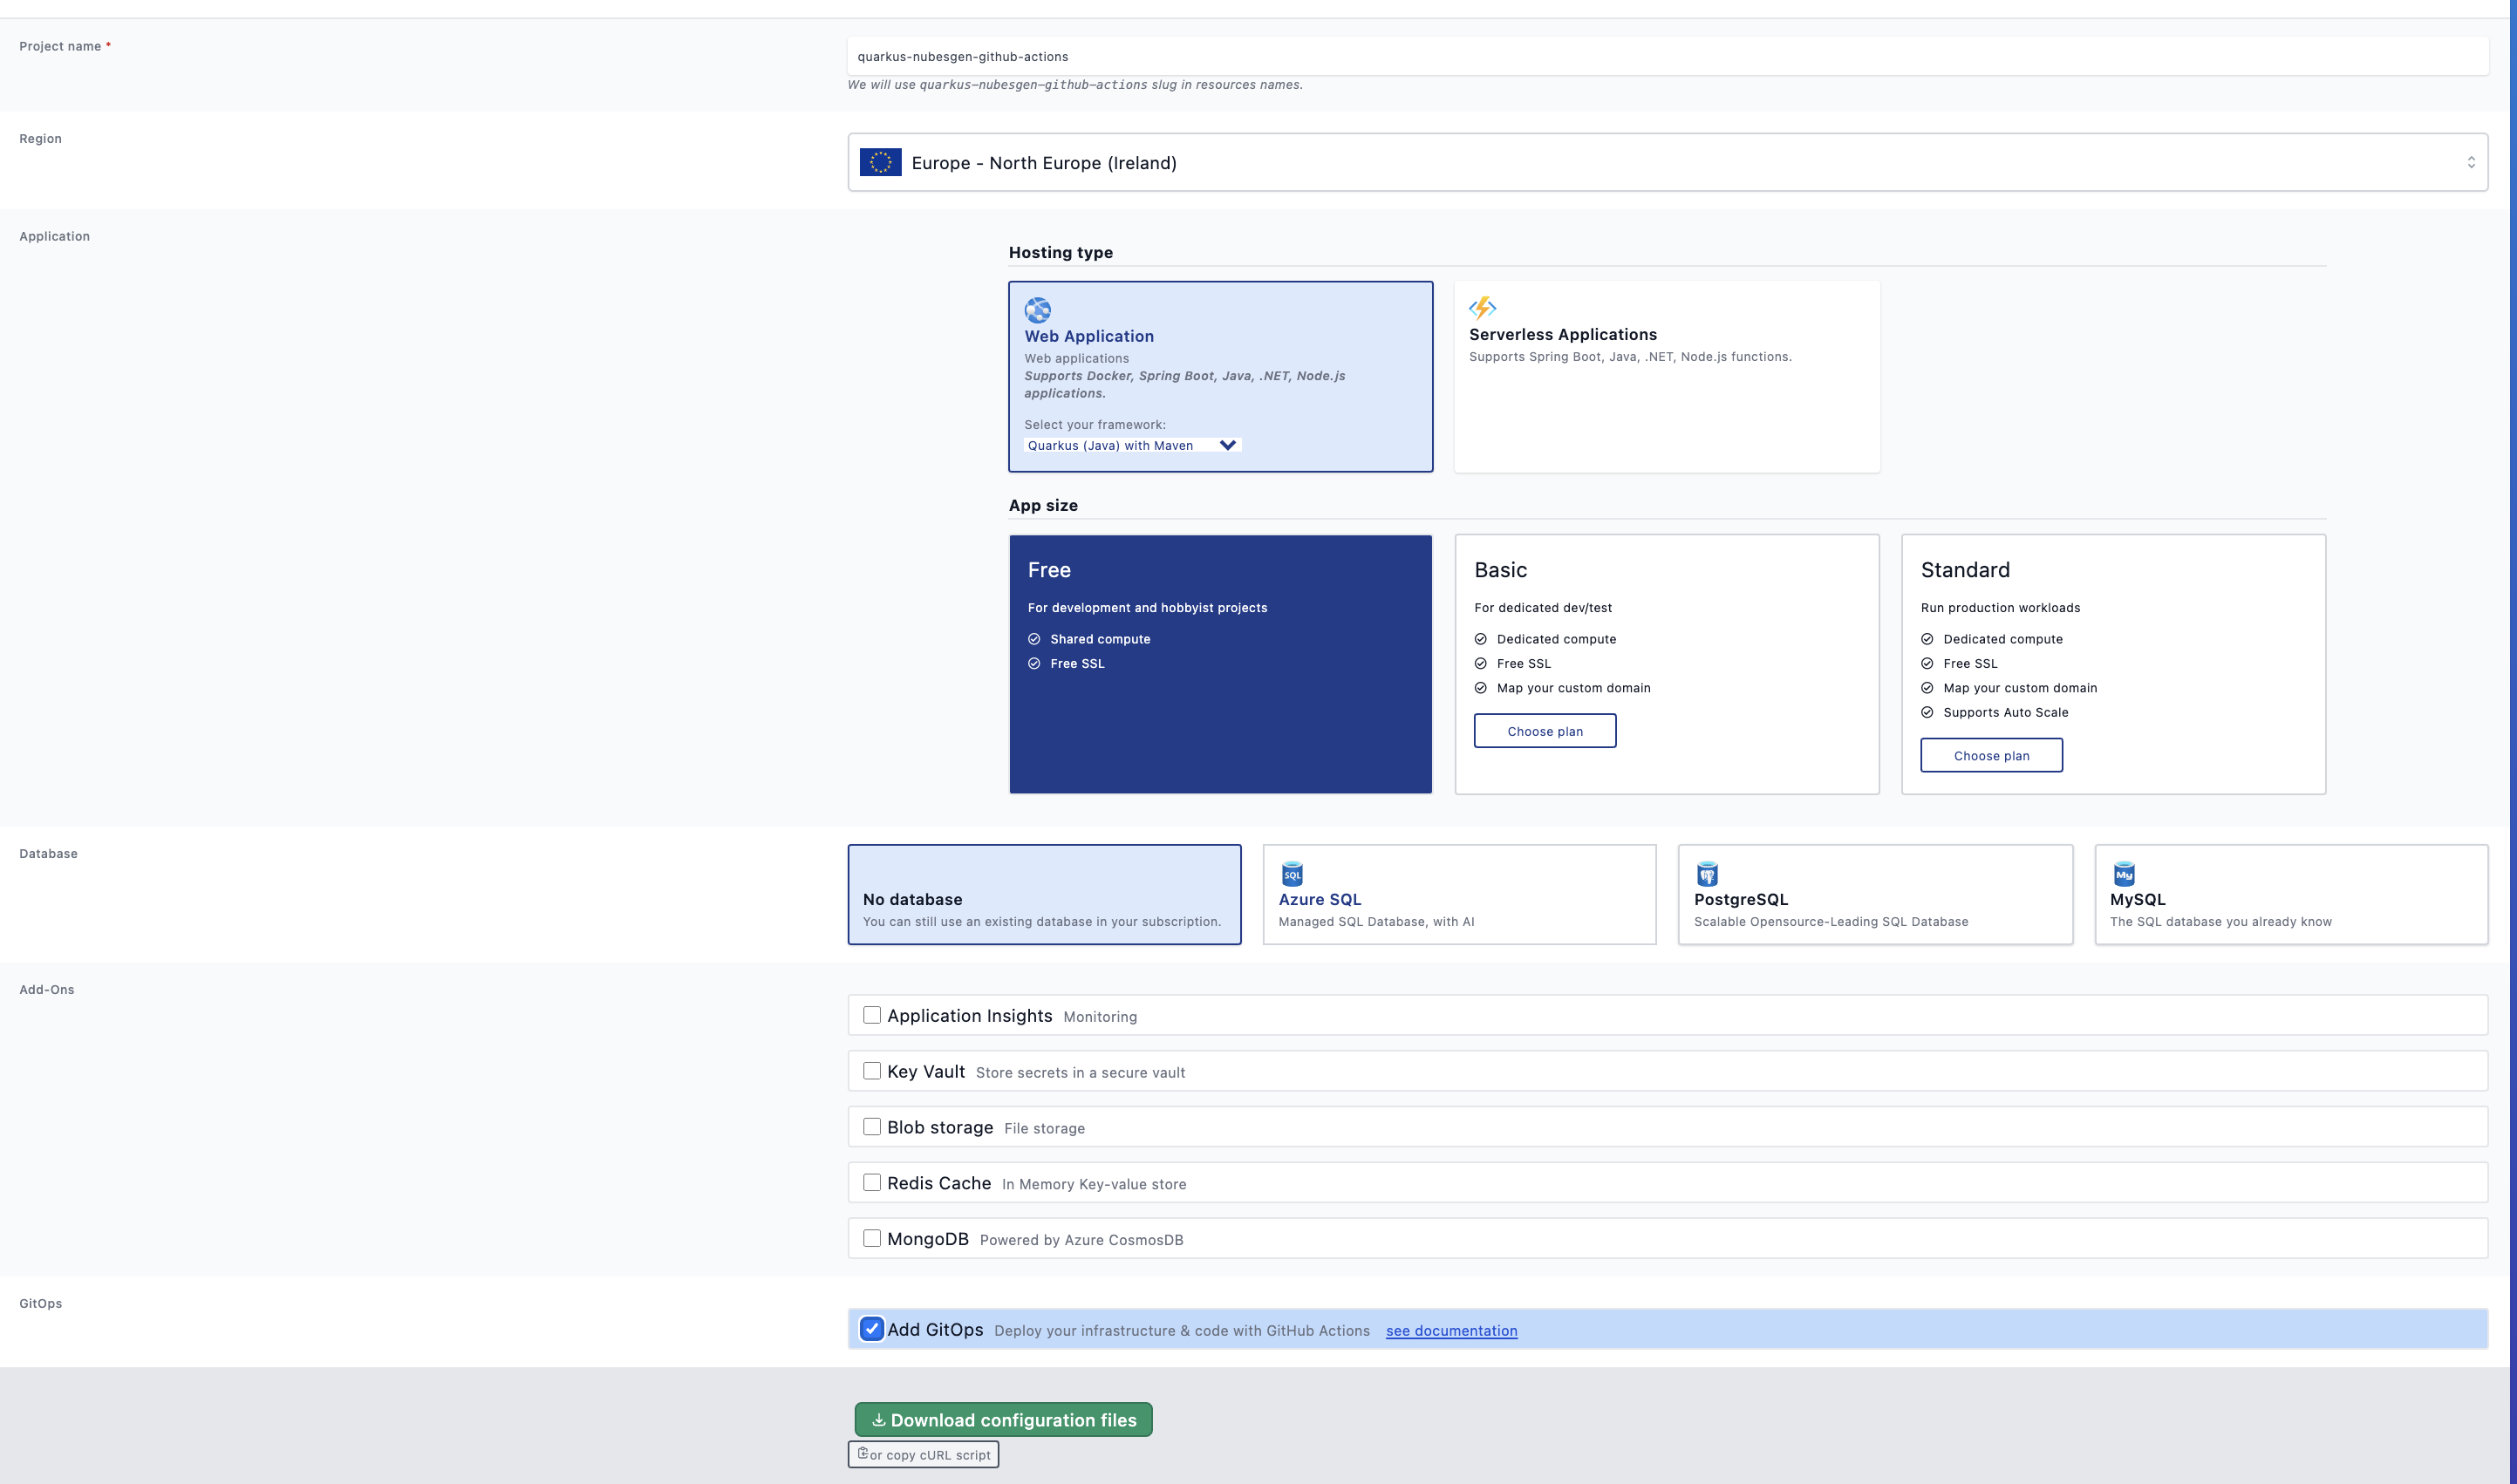 Project name *
quarkus-nubesgen-github-actions
We will use quarkus-nubesgen-github-actions slug in resources names.
Region
Europe - North Europe (Ireland)
Application
Hosting type
Web Application
Web applications
Supports Docker, Spring Boot, Java, .NET, Node.js
applications.
Select your framework:
Quarkus (Java) with Maven
Serverless Applications
Supports Spring Boot, Java, .NET, Node.js functions.
App size
Free
For development and hobbyist projects
Shared compute
Free SSL
Basic
For dedicated dev/test
Dedicated compute
Free SSL
Map your custom domain
Choose plan
Standard
Run production workloads
Dedicated compute
Free SSL
Map your custom domain
Supports Auto Scale
Choose plan
Database
No database
You can still use an existing database in your subscription.
SQL
Azure SQL
Managed SQL Database, with AI
PostgreSQL
Scalable Opensource-Leading SQL Database
My
MySQL
The SQL database you already know
Add-Ons
Application Insights Monitoring
Key Vault Store secrets in a secure vault
Blob storage File storage
Redis Cache In Memory Key-value store
MongoDB Powered by Azure CosmosDB
GitOps
Add GitOps Deploy your infrastructure & code with GitHub Actions see documentation
Download configuration files
or copy cURL script